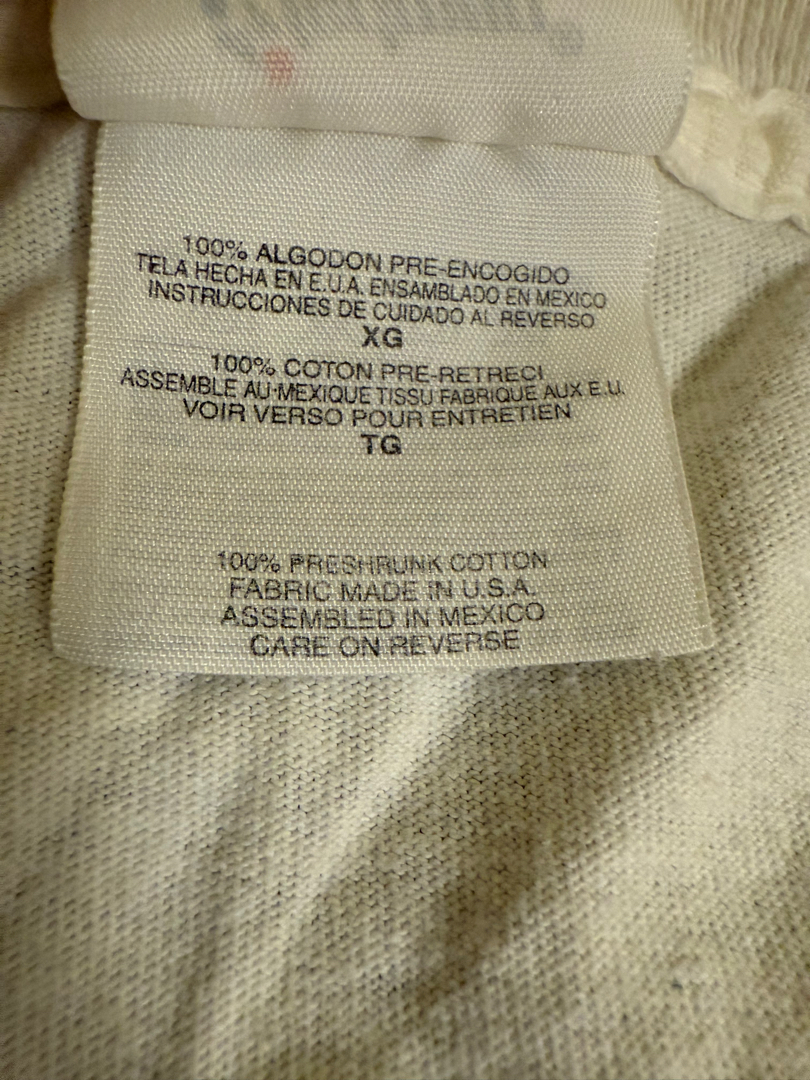 100% ALGODON PRE-ENCOGIDO
TELA HECHA EN E.U.A. ENSAMBLADO EN MEXICO
INSTRUCCIONES DE CUIDADO AL REVERSO
XG
100% COTON PRE-RETRECI
ASSEMBLE AU MEXIQUE TISSU FABRIQUE AUX E.U.
VOIR VERSO POUR ENTRETIEN
TG
100% PRESHRUNK COTTON
FABRIC MADE IN U.S.A.
ASSEMBLED IN MEXICO
CARE ON REVERSE